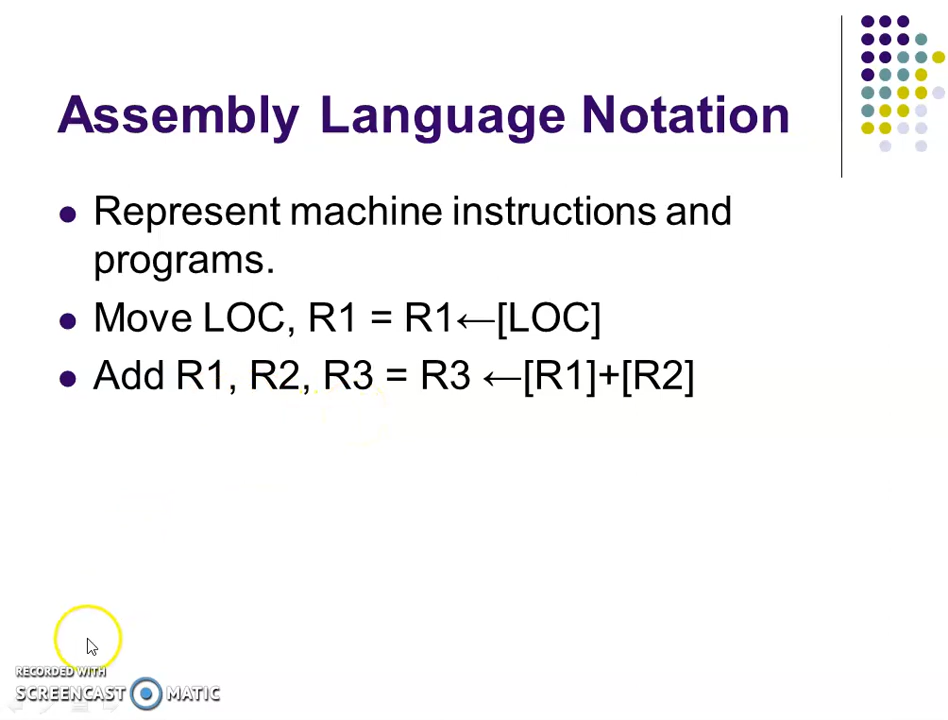 Assembly Language Notation
● Represent machine instructions and
programs.
● Move LOC, R1 = R1←[LOC]
● Add R1, R2, R3 = R3 ←[R1]+[R2]
RECORDED WITH
SCREENCAST MATIC